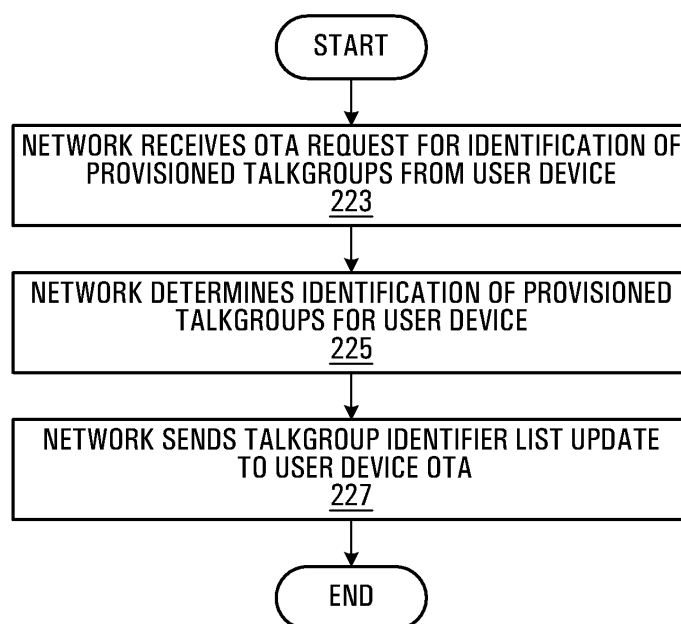 START
NETWORK RECEIVES OTA REQUEST FOR IDENTIFICATION OF
PROVISIONED TALKGROUPS FROM USER DEVICE
223
NETWORK DETERMINES IDENTIFICATION OF PROVISIONED
TALKGROUPS FOR USER DEVICE
225
NETWORK SENDS TALKGROUP IDENTIFIER LIST UPDATE
TO USER DEVICE OTA
227
END